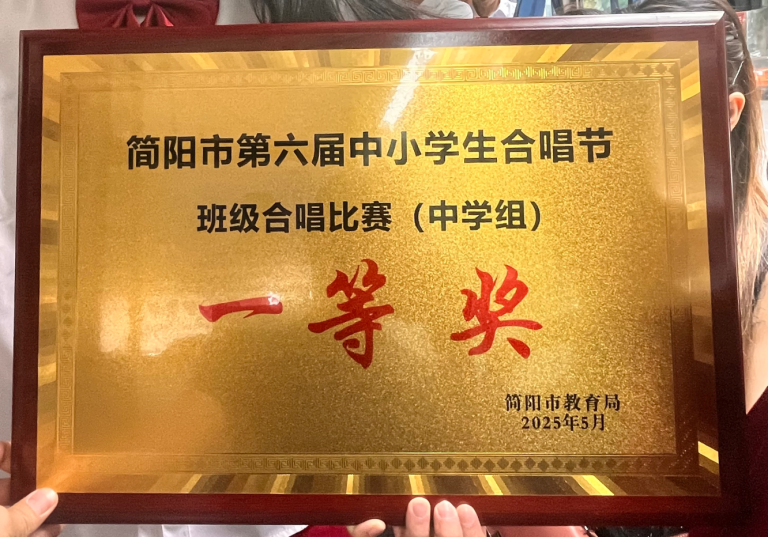 简阳市第六届中小学生合唱节
班级合唱比赛（中学组）
一等奖
简阳市教育局
2025年5月